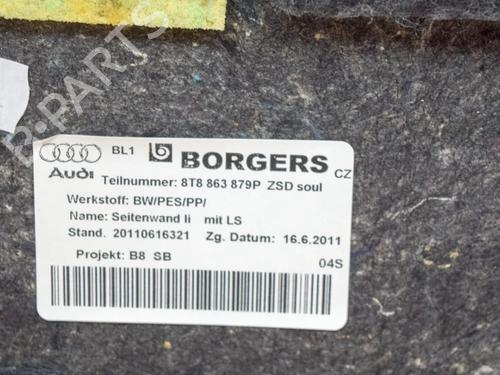 B-PARTS
BL1 BORGERS CZ
Audi Teilnummer: 8T8 863 879P ZSD soul
Werkstoff: BW/PES/PP/
Name: Seitenwand li mit LS
Stand. 20110616321 Zg. Datum: 16.6.2011
Projekt: B8 SB 04S